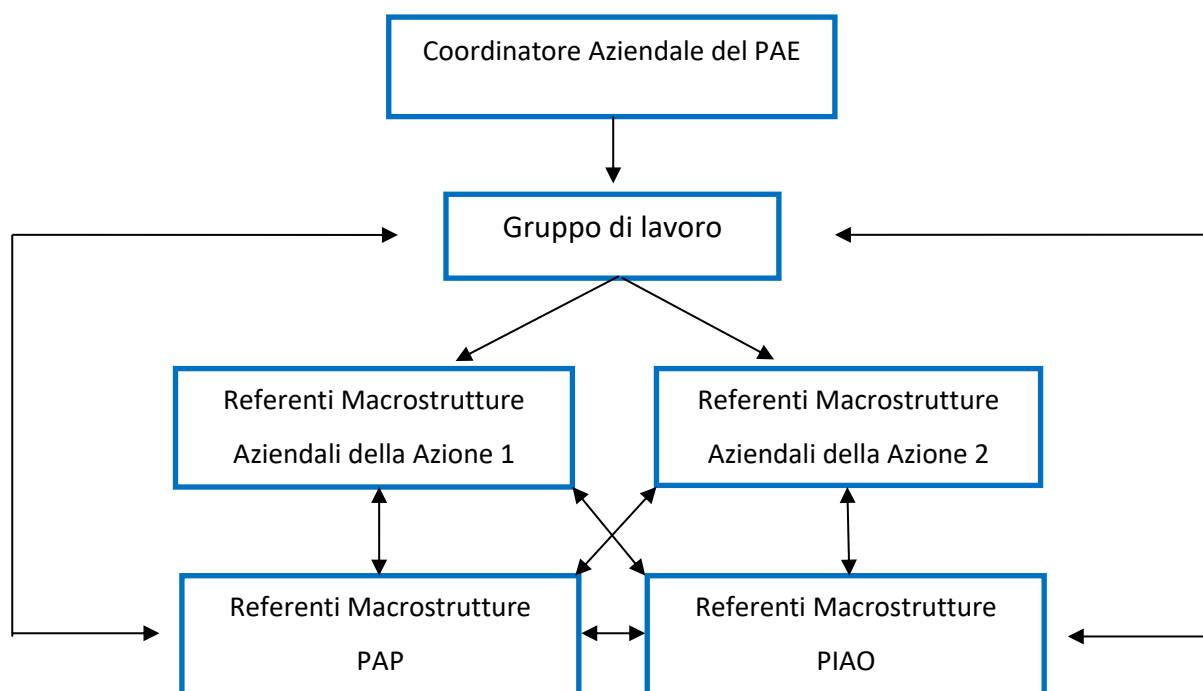 Coordinatore Aziendale del PAE
Gruppo di lavoro
Referenti Macrostrutture
Aziendali della Azione 1
Referenti Macrostrutture
Aziendali della Azione 2
Referenti Macrostrutture
PAP
Referenti Macrostrutture
PIAO